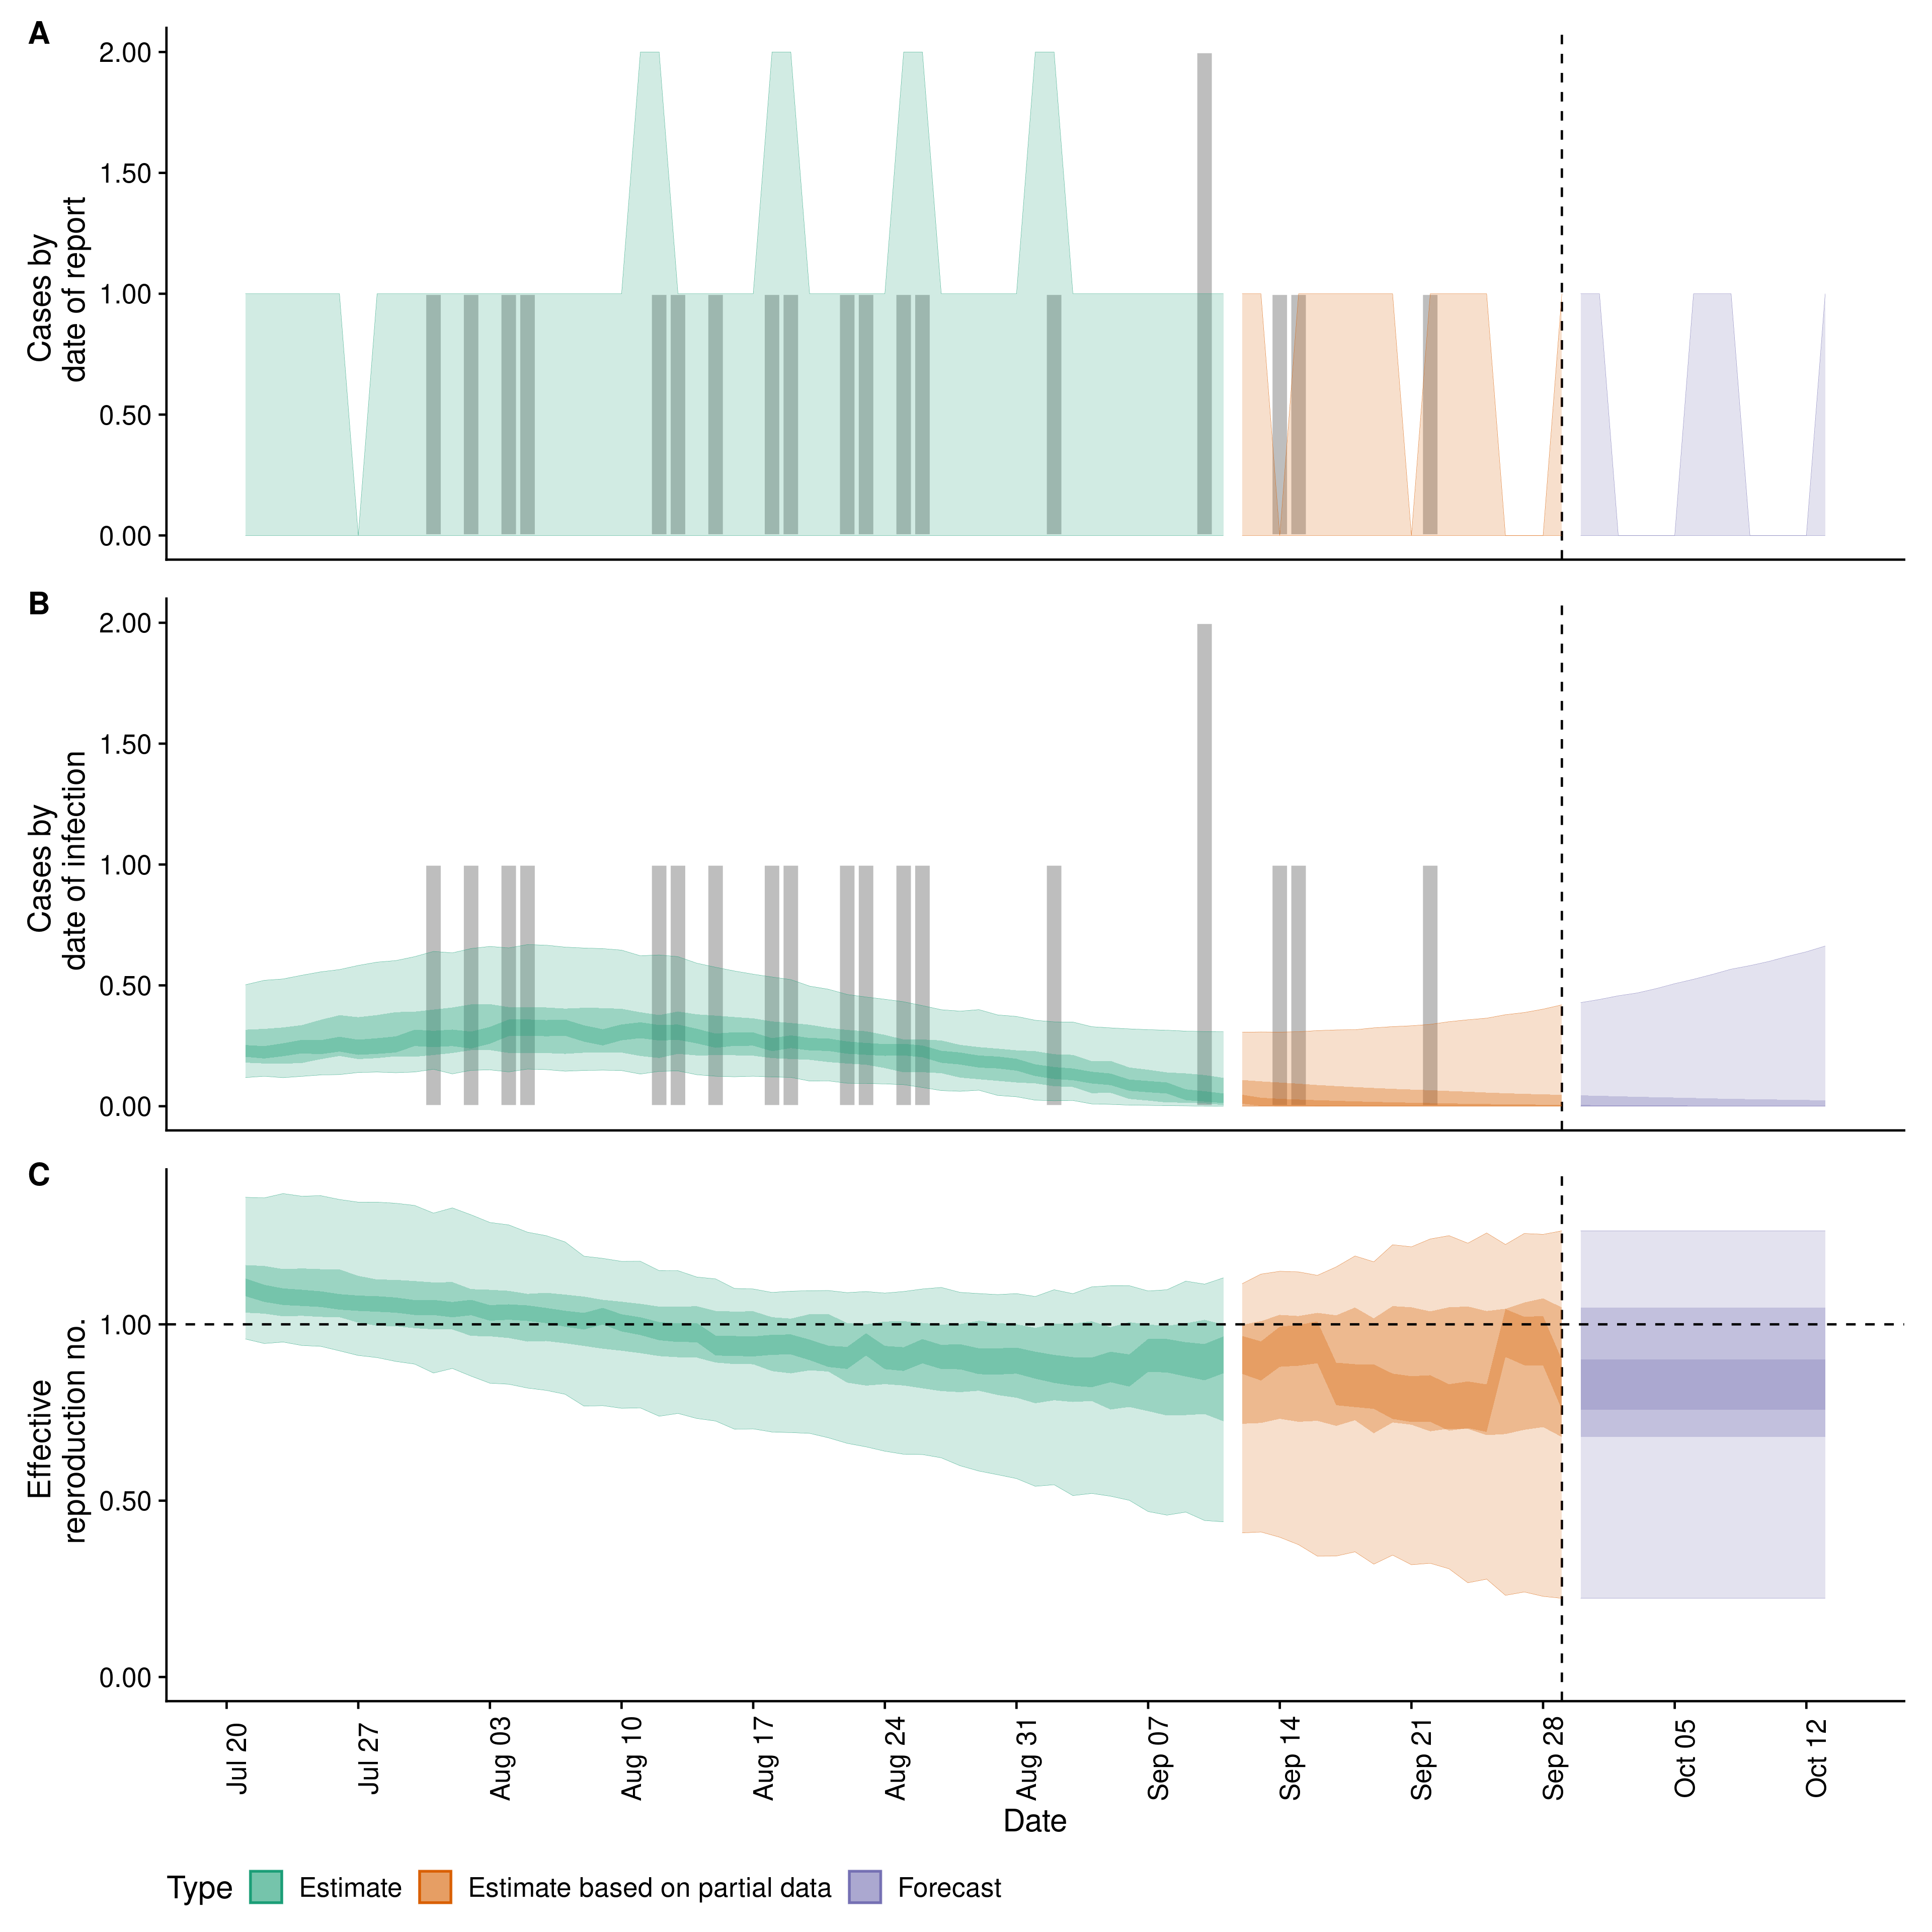 A
2.00
1.50
1.00
0.50
0.00
Cases by
date of report
B
2.00
1.50
1.00
0.50
0.00
Cases by
date of infection
C
1.00
0.50
0.00
Effective
reproduction no.
Jul 20
Jul 27
Aug 03
Aug 10
Aug 17
Aug 24
Aug 31
Sep 07
Sep 14
Sep 21
Sep 28
Oct 05
Oct 12
Date
Type Estimate Estimate based on partial data Forecast